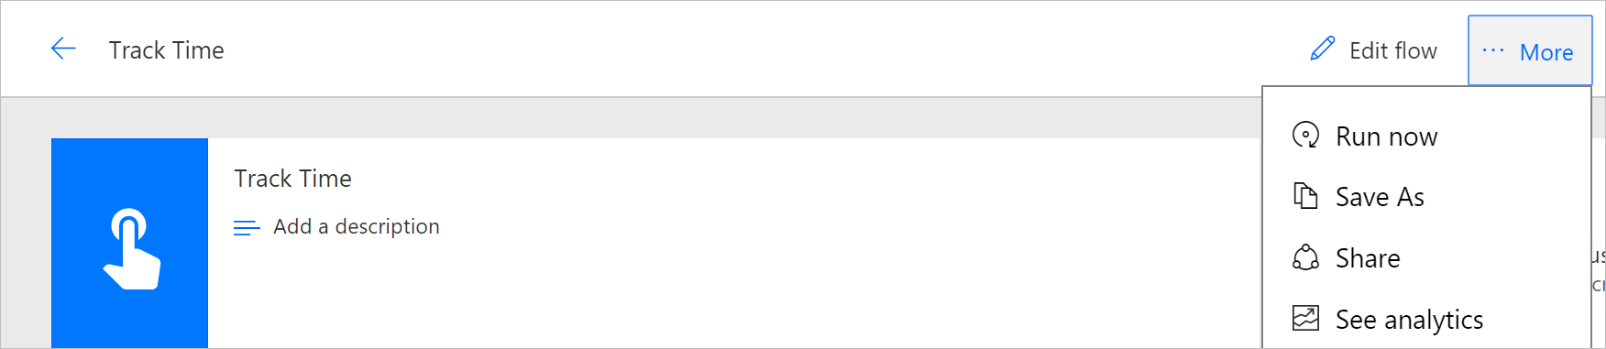 Track Time
Edit flow
··· More
Run now
Save As
Share
See analytics
Track Time
Add a description